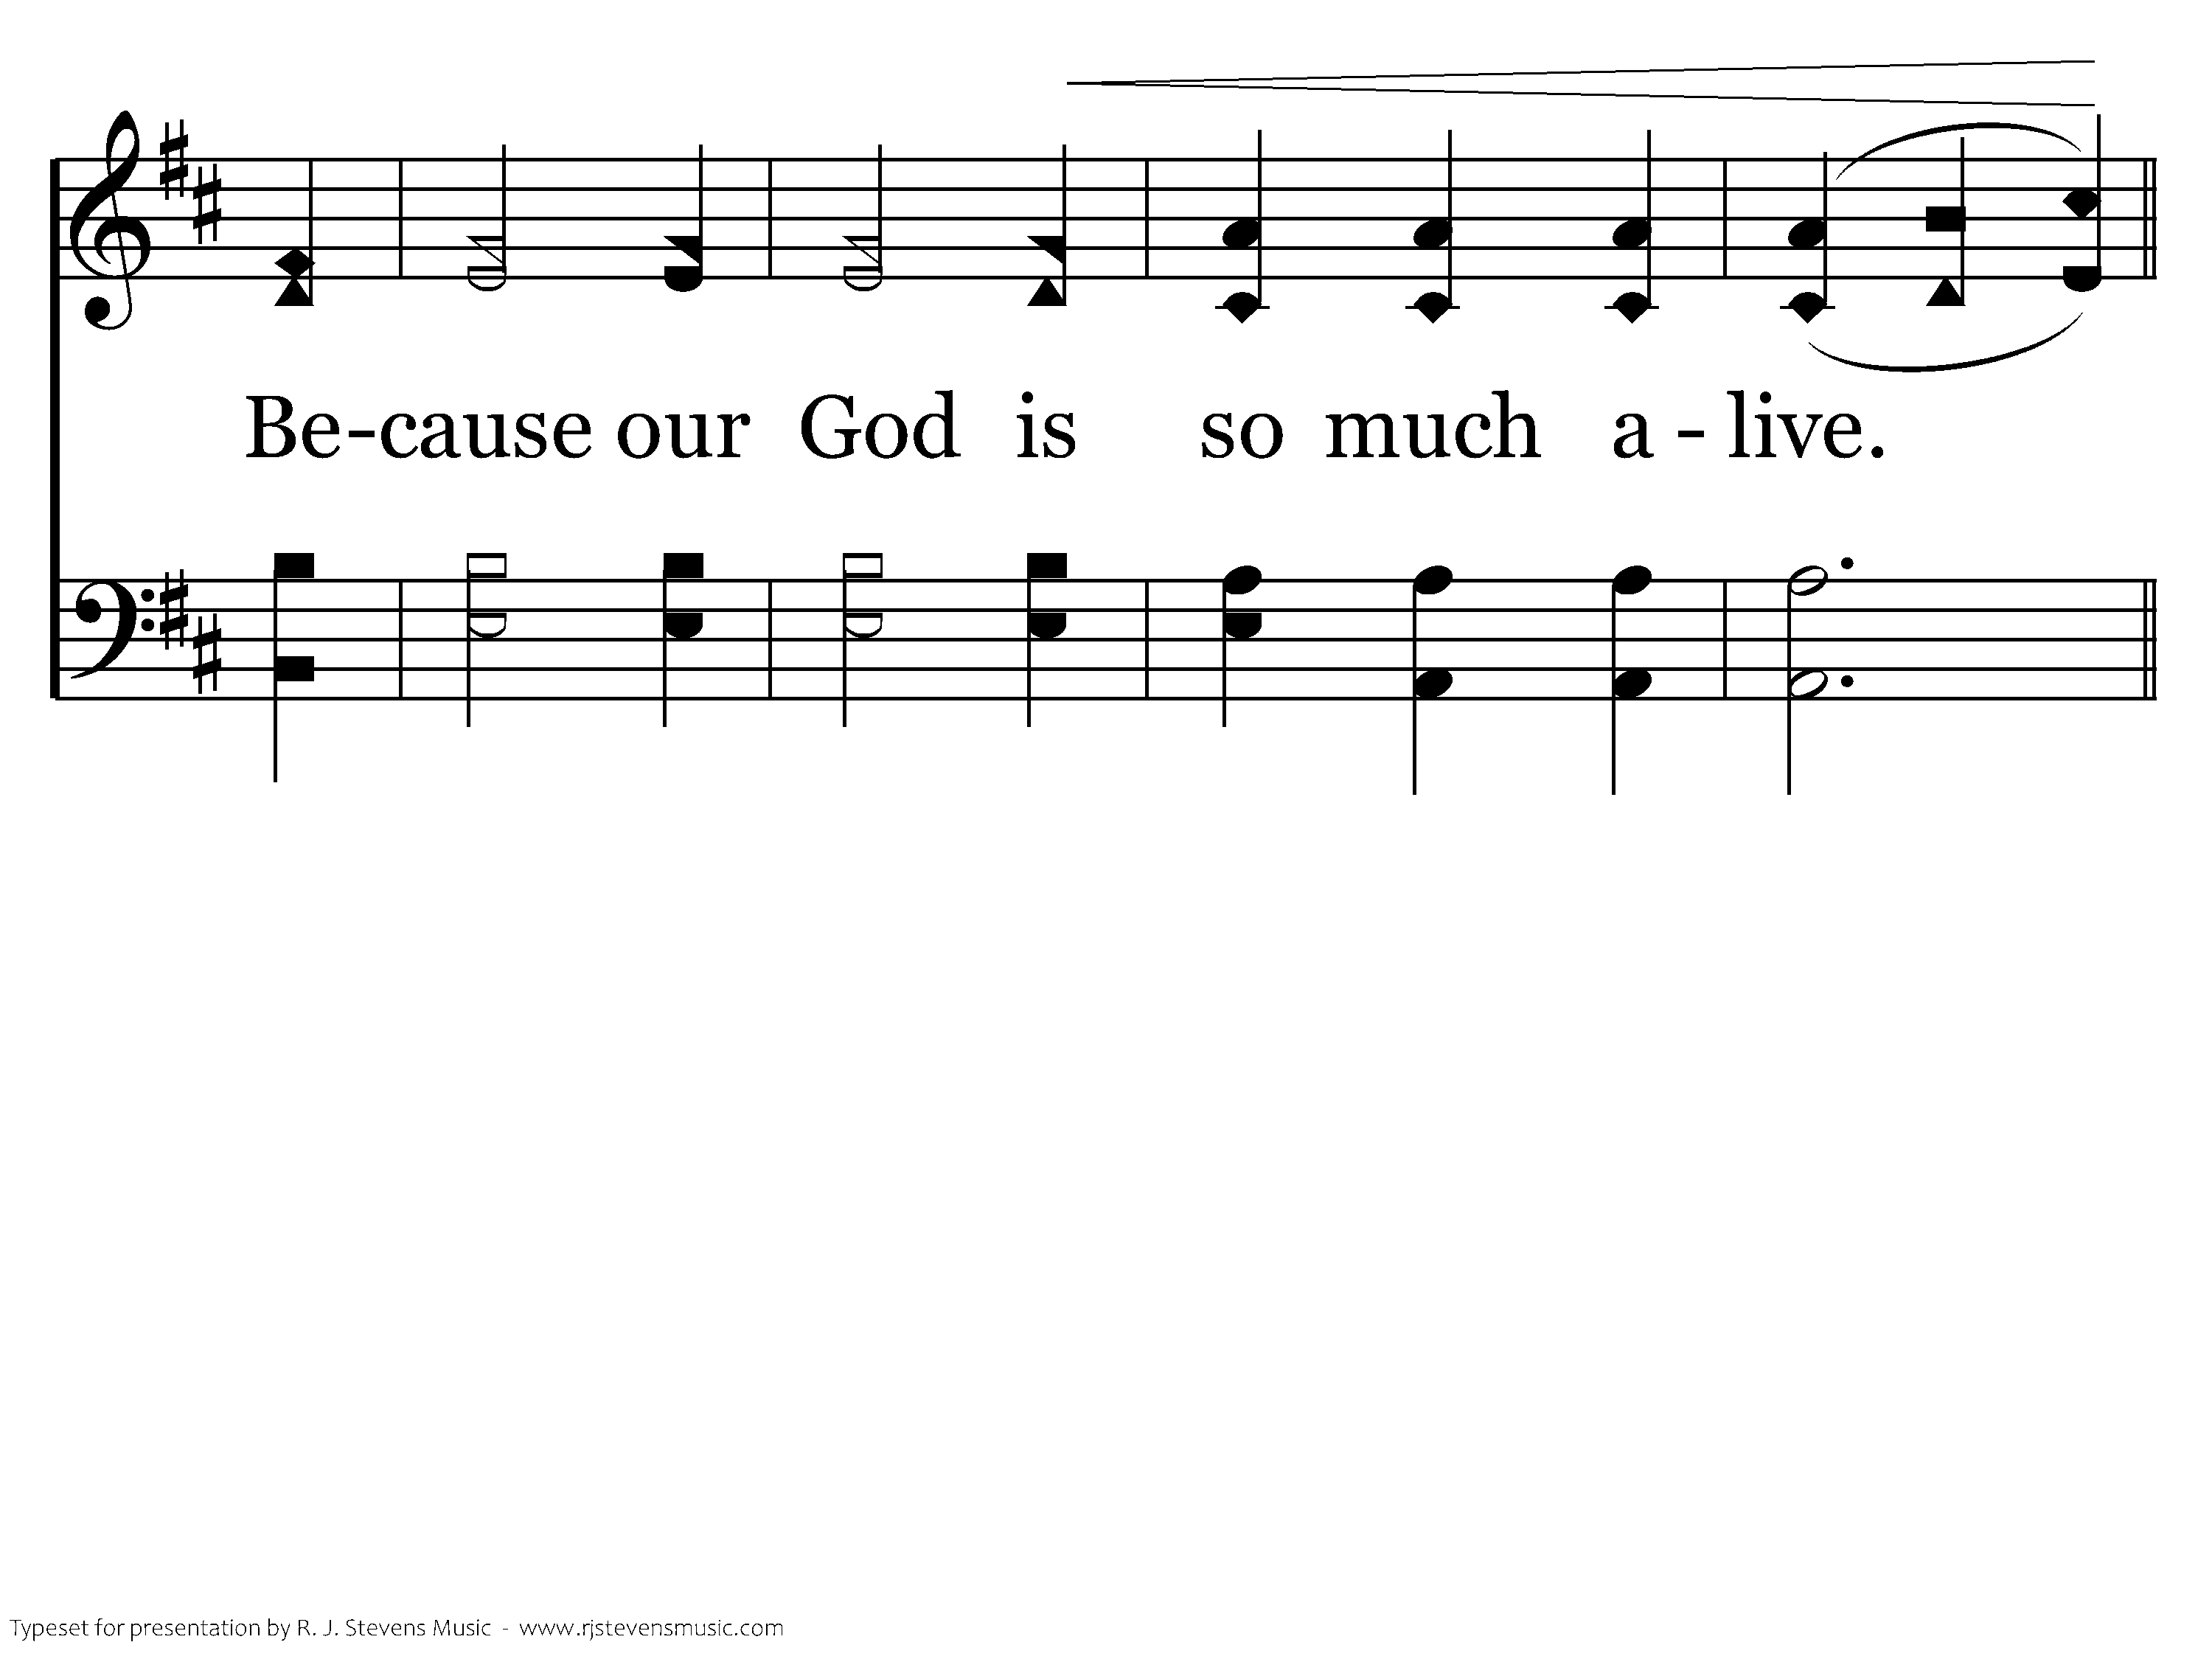 Be-cause our God is so much a - live.
Typeset for presentation by R. J. Stevens Music - www.rjstevensmusic.com